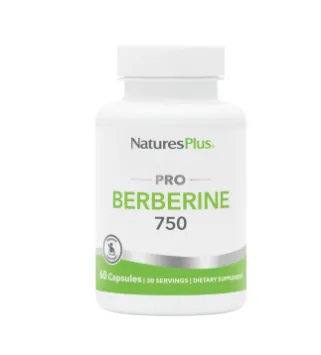 NaturesPlus.
PRO
BERBERINE
750
60 Capsules | 30 SERVINGS | DIETARY SUPPLEMENT